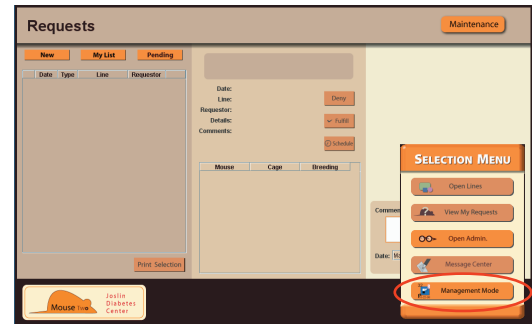 Requests
Maintenance
New My List Pending
Date Type Line Requestor
Date:
Line:
Requestor:
Details:
Comments:
Deny
Fulfill
Schedule
Mouse Cage Breeding
Print Selection
Commen
Date:
SELECTION MENU
Open Lines
View My Requests
Open Admin.
Message Center
Management Mode
Mouse Two
Joslin
Diabetes
Center